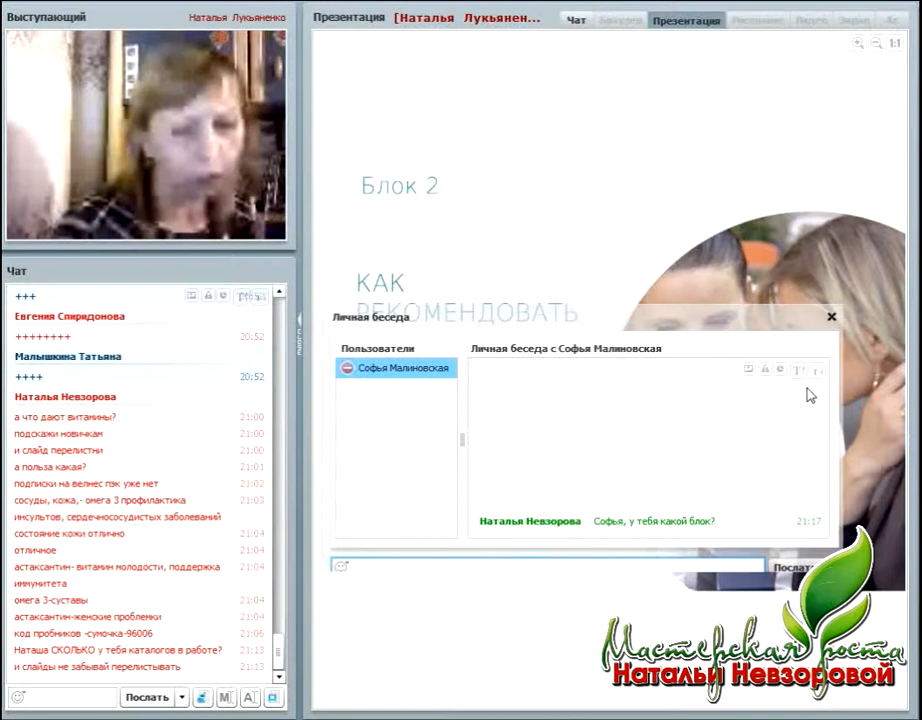 Выступающий
Наталья Лукьяненко
Презентация [Наталья Лукьянен...
Чат
Презентация
1:1
Блок 2
КАК
РЕКОМЕНДОВАТЬ
Чат
+++
Евгения Спиридонова
++++++++ 20:52
Малышкина Татьяна
++++ 20:52
Наталья Невзорова
а что дают витамины? 21:00
подскажи новичкам 21:00
и слайд перелистни 21:00
а польза какая? 21:01
подписки на велнес пэк уже нет 21:02
сосуды, кожа,- омега 3 профилактика 21:03
инсультов, сердечнососудистых заболеваний
состояние кожи отлично 21:04
отличное 21:04
астаксантин- витамин молодости, поддержка 21:04
иммунитета
омега 3-суставы 21:04
астаксантин-женские проблемки 21:04
код пробников -сумочка-96006 21:06
Наташа СКОЛЬКО у тебя каталогов в работе? 21:13
и слайды не забывай перелистывать 21:13
Послать
Личная беседа
Пользователи
Софья Малиновская
Личная беседа с Софья Малиновская
Наталья Невзорова Софья, у тебя какой блок? 21:17
Послать
Мастерская роста
Натальи Невзоровой